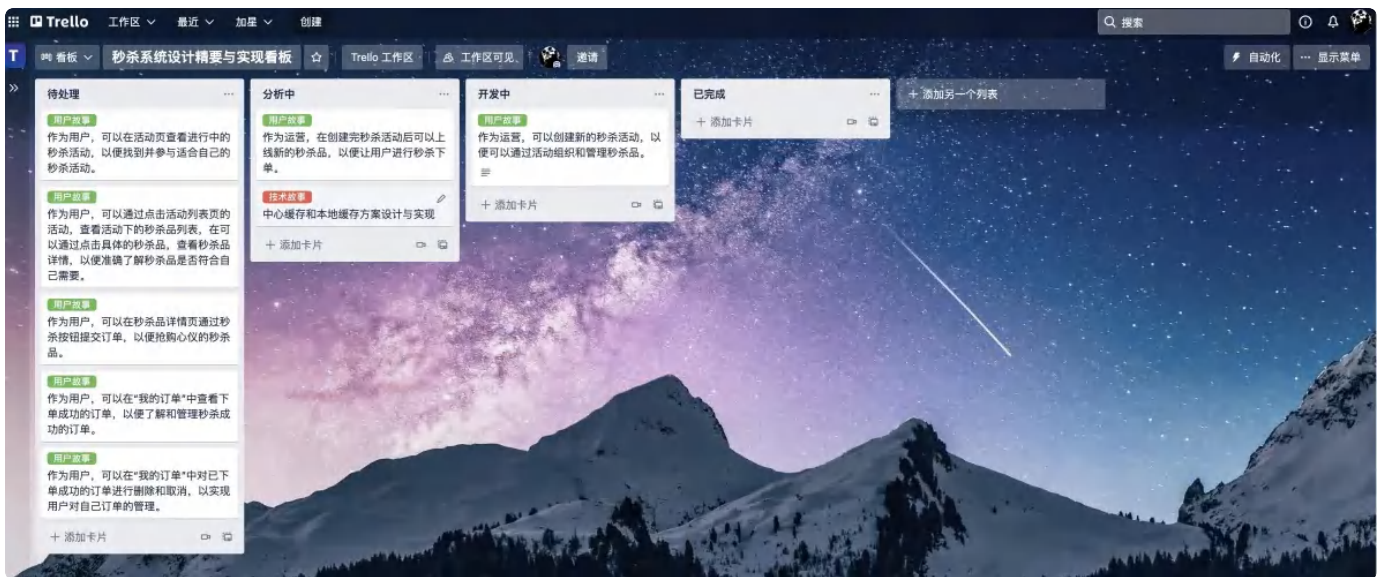 Trello
工作区
最近
加星
创建
搜索
T
看板
秒杀系统设计精要与实现看板
Trello 工作区
工作区可见
邀请
自动化
··· 显示菜单
待处理
用户故事
作为用户，可以在活动页查看进行中的
秒杀活动，以便找到并参与适合自己的
秒杀活动。
用户故事
作为用户，可以通过点击活动列表页的
活动，查看活动下的秒杀品列表，在可
以通过点击具体的秒杀品，查看秒杀品
详情，以便准确了解秒杀品是否符合自
己需要。
用户故事
作为用户，可以在秒杀品详情页通过秒
杀按钮提交订单，以便抢购心仪的秒杀
品。
用户故事
作为用户，可以在“我的订单”中查看下
单成功的订单，以便了解和管理秒杀成
功的订单。
用户故事
作为用户，可以在“我的订单”中对已下
单成功的订单进行删除和取消，以实现
用户对自己订单的管理。
+ 添加卡片
分析中
用户故事
作为运营，在创建完秒杀活动后可以上
线新的秒杀品，以便让用户进行秒杀下
单。
技术故事
中心缓存和本地缓存方案设计与实现
+ 添加卡片
开发中
用户故事
作为运营，可以创建新的秒杀活动，以
便可以通过活动组织和管理秒杀品。
+ 添加卡片
已完成
+ 添加卡片
+ 添加另一个列表